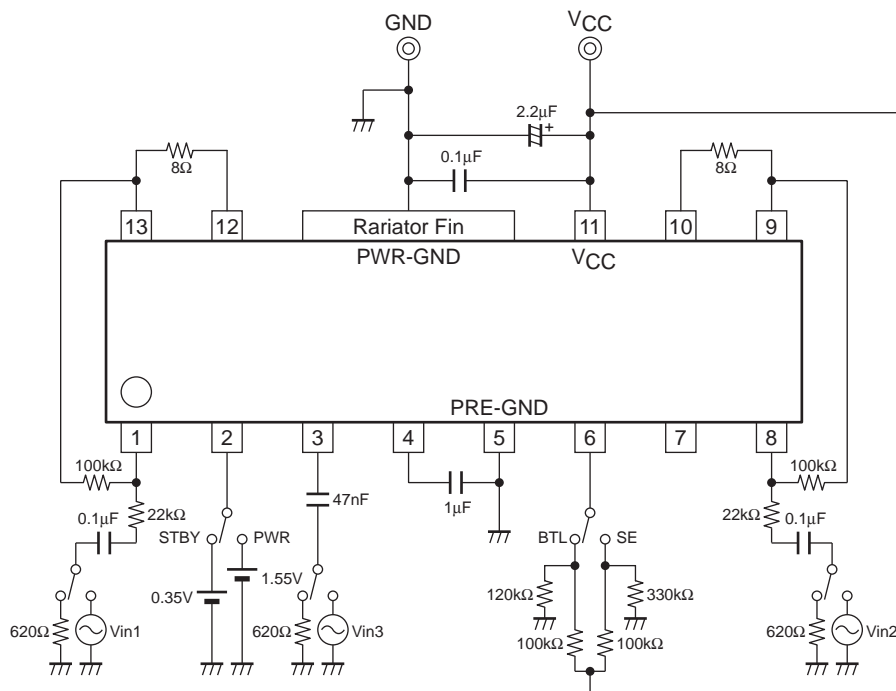 GND
VCC
2.2μF
+
0.1μF
8Ω
8Ω
13
12
Rariator Fin
11
10
9
PWR-GND
VCC
PRE-GND
1
2
3
4
5
6
7
8
100kΩ
100kΩ
22kΩ
0.1μF
STBY
PWR
47nF
1μF
BTL
SE
22kΩ
0.1μF
0.35V
1.55V
120kΩ
330kΩ
100kΩ
100kΩ
620Ω
Vin1
620Ω
Vin3
620Ω
Vin2